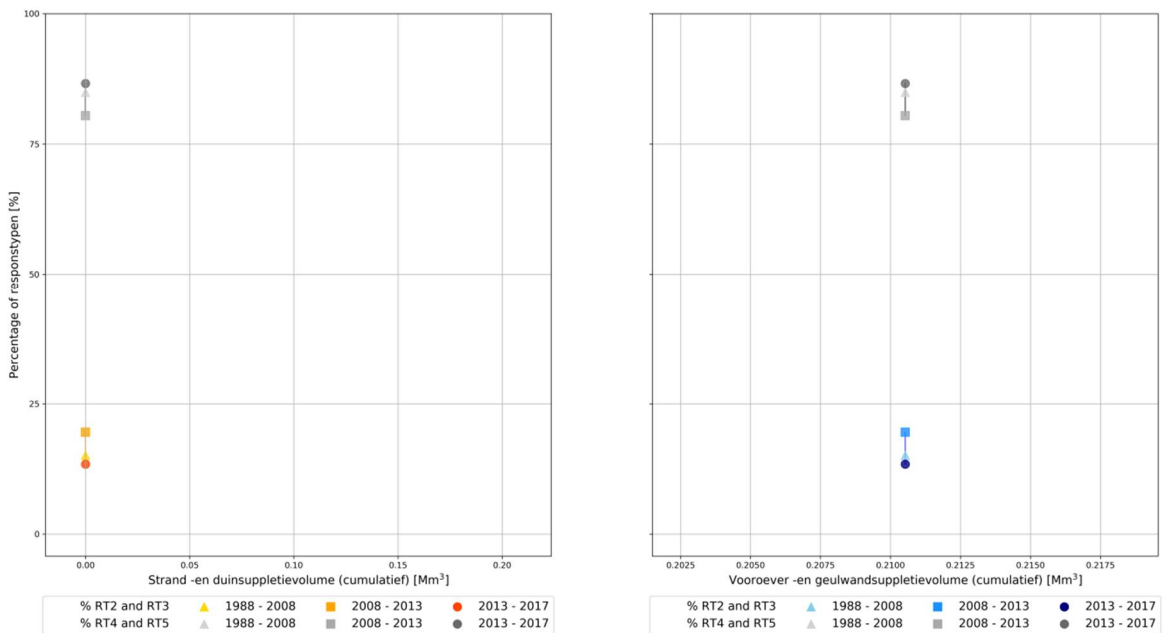 100
75
50
25
0
Percentage of responstypen [%]
0.00 0.05 0.10 0.15 0.20
Strand -en duinsuppletievolume (cumulatief) [Mm³]
% RT2 and RT3 1988 - 2008 2008 - 2013 2013 - 2017
% RT4 and RT5 1988 - 2008 2008 - 2013 2013 - 2017
0.2025 0.2050 0.2075 0.2100 0.2125 0.2150 0.2175
Vooroever -en geulwandsuppletievolume (cumulatief) [Mm³]
% RT2 and RT3 1988 - 2008 2008 - 2013 2013 - 2017
% RT4 and RT5 1988 - 2008 2008 - 2013 2013 - 2017